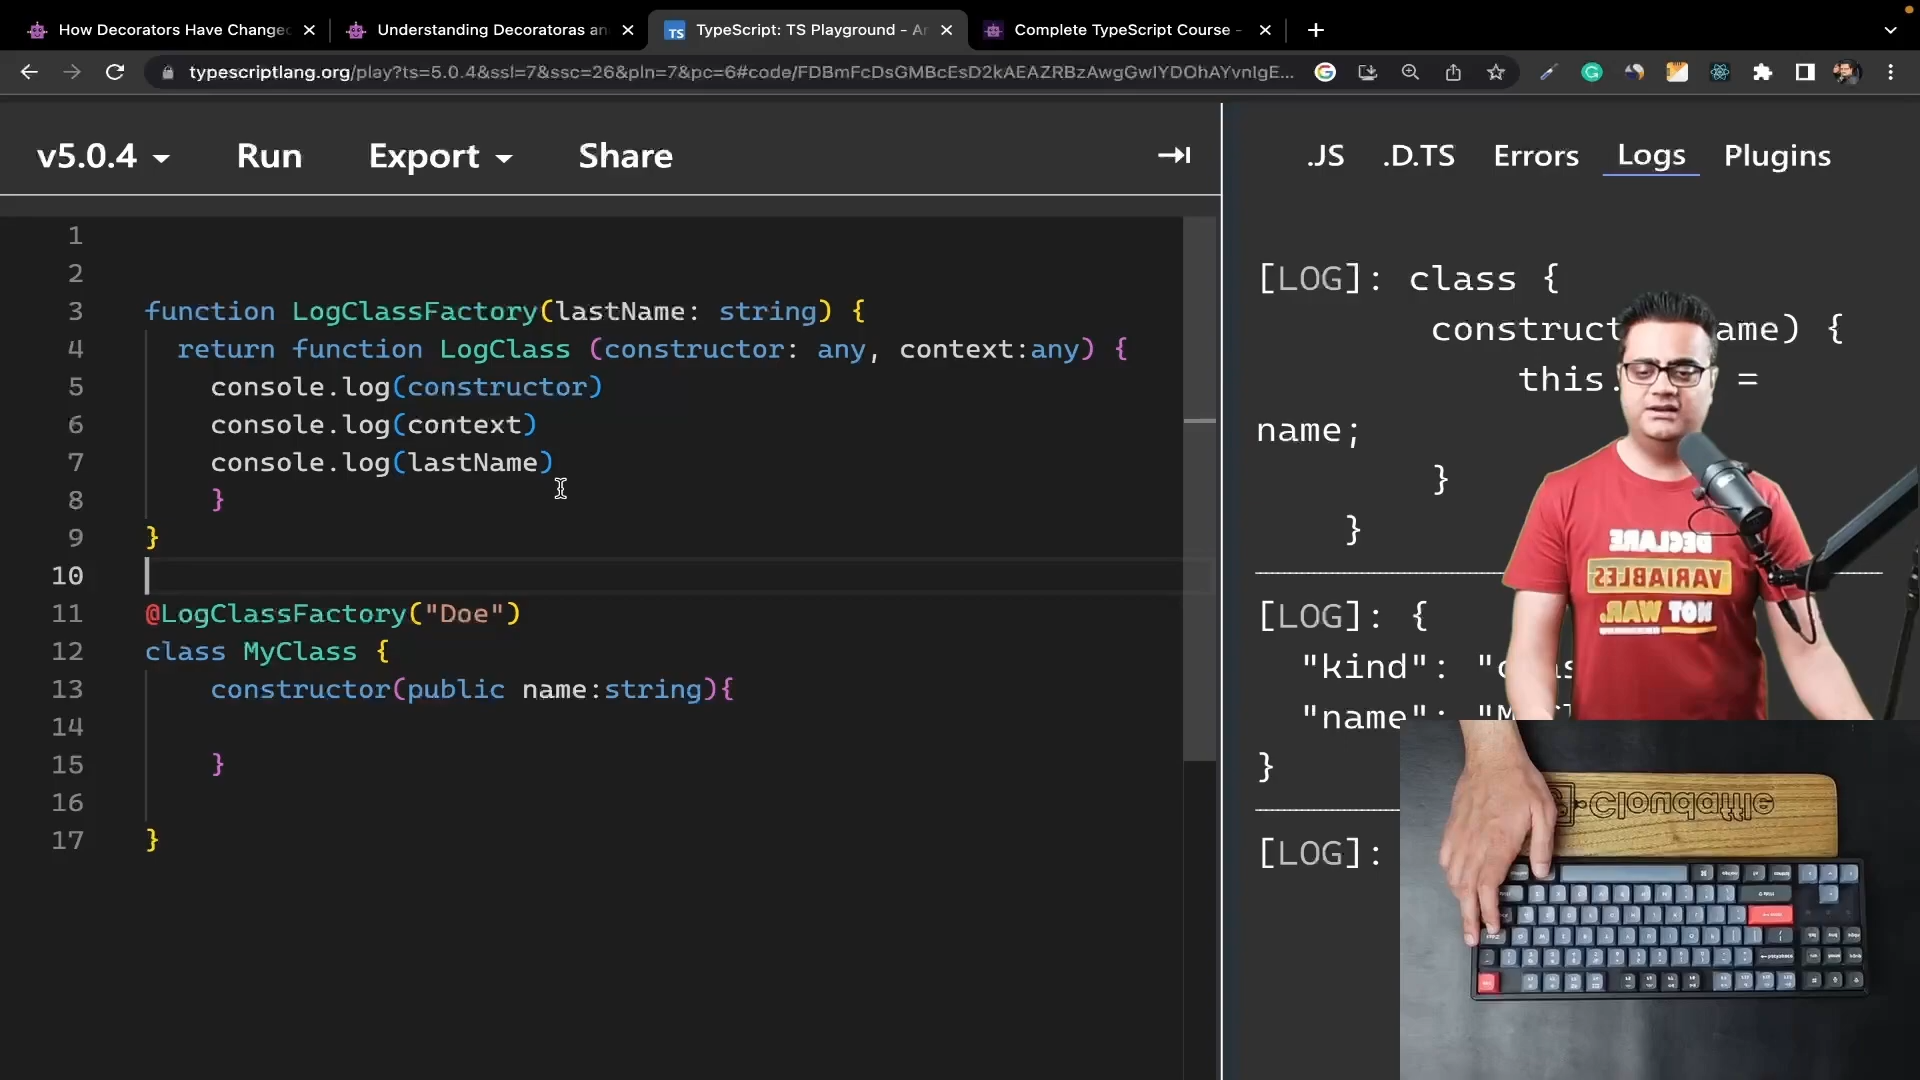 How Decorators Have Change
Understanding Decoratoras an
TypeScript: TS Playground - Ar
Complete TypeScript Course -
typescriptlang.org/play?ts=5.0.4&ssl=7&ssc=26&pln=7&pc=6#code/FDBmFcDsGMBcEsD2kAEAZRBzAwgGwIYDOhAYvnIgE...
v5.0.4
Run
Export
Share
.JS
.D.TS
Errors
Logs
Plugins
1
2
3 function LogClassFactory(lastName: string) {
4 return function LogClass (constructor: any, context:any) {
5 console.log(constructor)
6 console.log(context)
7 console.log(lastName)
8 }
9 }
10
11 @LogClassFactory("Doe")
12 class MyClass {
13 constructor(public name:string){
14
15 }
16
17 }
[LOG]: class {
ame) {
this. =
name;
}
}
[LOG]: {
"kind":
"name":
}
[LOG]:
DECLARE
VARIABLES
NOT WAR.